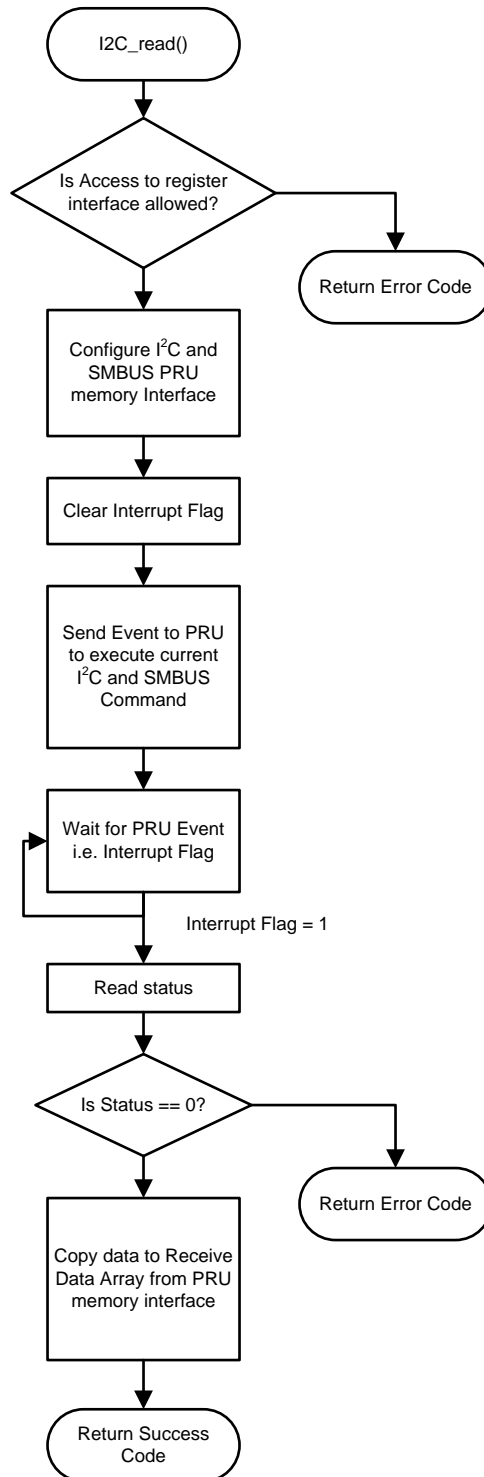 I2C_read()
Is Access to register
interface allowed?
Return Error Code
Configure I²C and
SMBUS PRU
memory Interface
Clear Interrupt Flag
Send Event to PRU
to execute current
I²C and SMBUS
Command
Wait for PRU Event
i.e. Interrupt Flag
Interrupt Flag = 1
Read status
Is Status == 0?
Return Error Code
Copy data to Receive
Data Array from PRU
memory interface
Return Success
Code